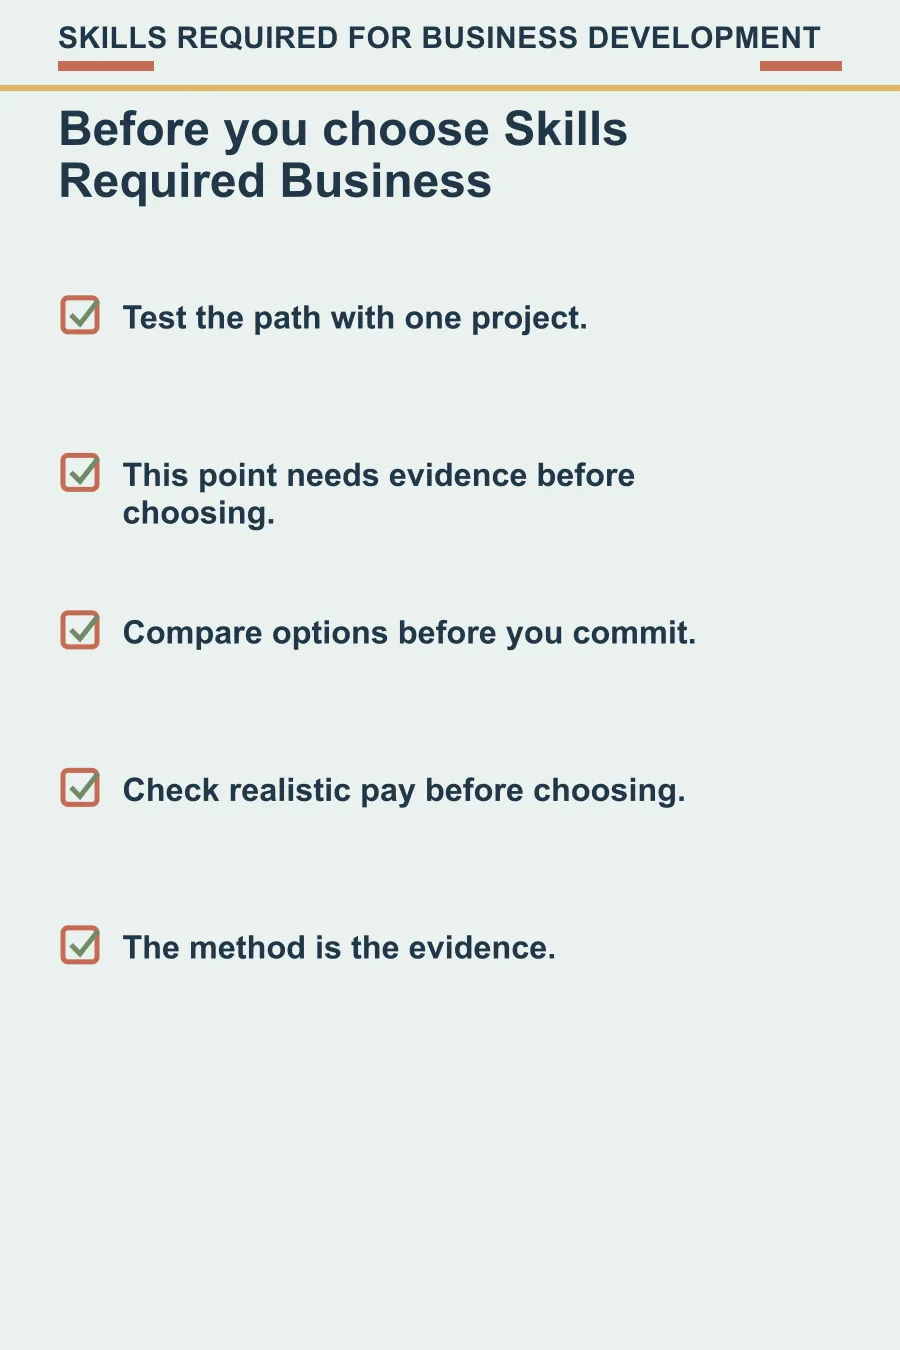 SKILLS REQUIRED FOR BUSINESS DEVELOPMENT
Before you choose Skills
Required Business
Test the path with one project.
This point needs evidence before
choosing.
Compare options before you commit.
Check realistic pay before choosing.
The method is the evidence.